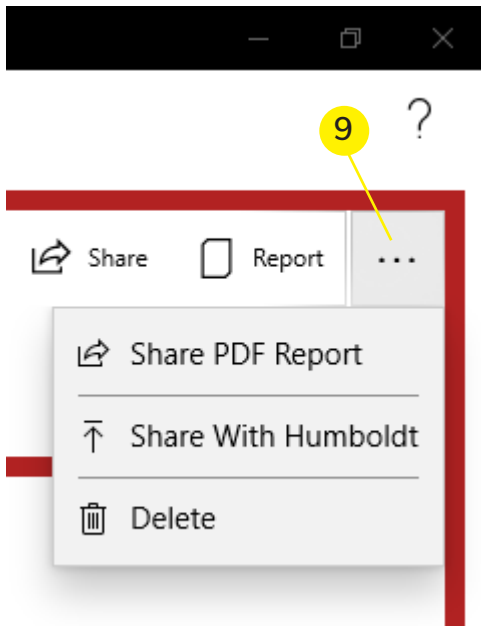 ?
9
Share Report ...
Share PDF Report
Share With Humboldt
Delete